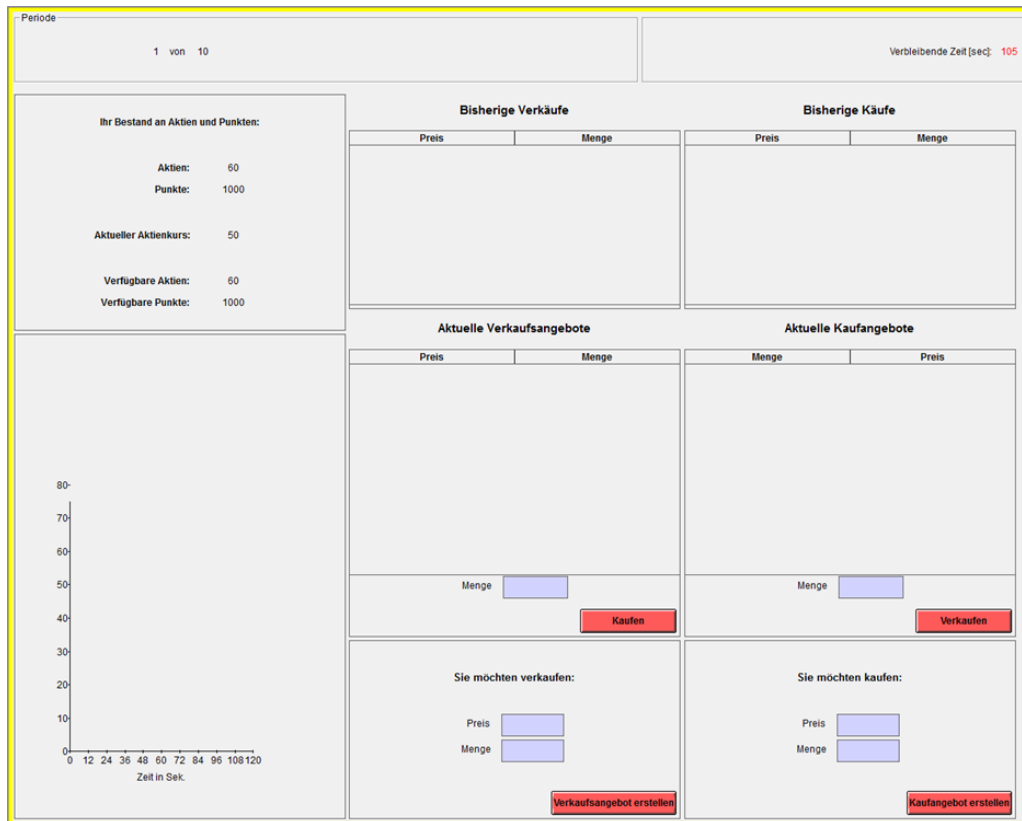 Periode
1 von 10
Verbleibende Zeit [sec]: 105
Ihr Bestand an Aktien und Punkten:
Aktien: 60
Punkte: 1000
Aktueller Aktienkurs: 50
Verfügbare Aktien: 60
Verfügbare Punkte: 1000
Bisherige Verkäufe
Preis Menge
Bisherige Käufe
Preis Menge
Aktuelle Verkaufsangebote
Preis Menge
Menge
Kaufen
Aktuelle Kaufangebote
Menge Preis
Menge
Verkaufen
80
70
60
50
40
30
20
10
0
0 12 24 36 48 60 72 84 96 108 120
Zeit in Sek.
Sie möchten verkaufen:
Preis
Menge
Verkaufsangebot erstellen
Sie möchten kaufen:
Preis
Menge
Kaufangebot erstellen